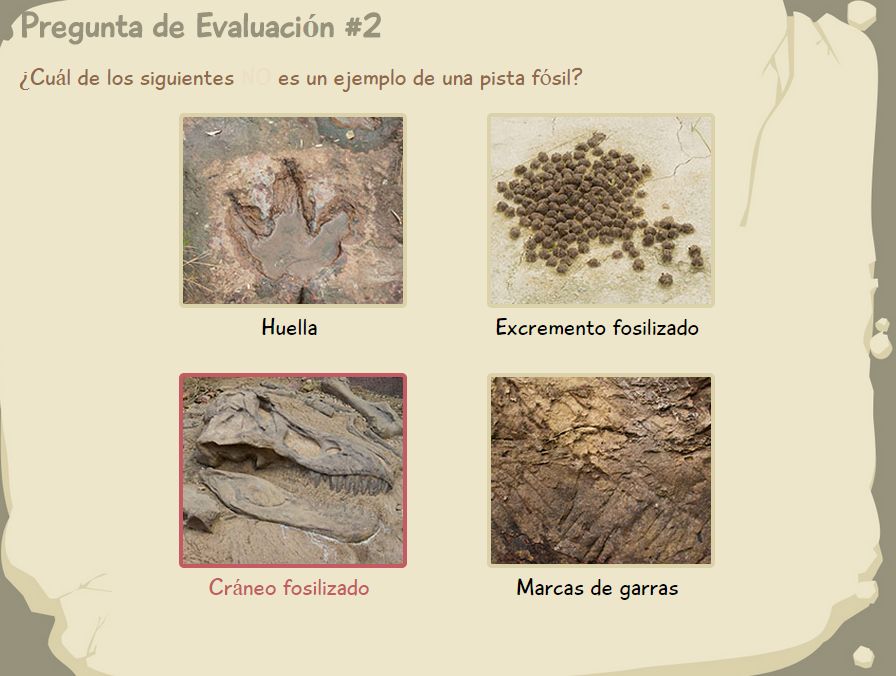 Pregunta de Evaluación #2
¿Cuál de los siguientes NO es un ejemplo de una pista fósil?
Huella
Excremento fosilizado
Cráneo fosilizado
Marcas de garras